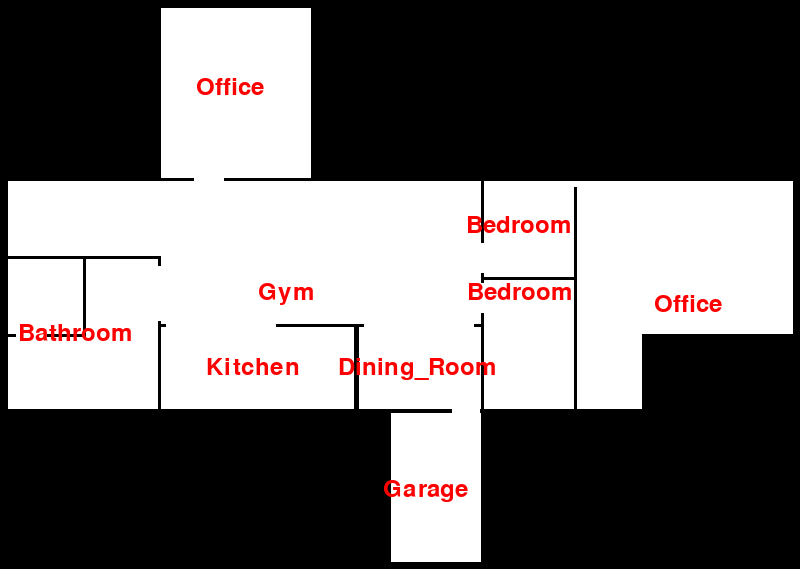 Office
Bedroom
Gym
Bedroom
Office
Bathroom
Kitchen
Dining_Room
Garage